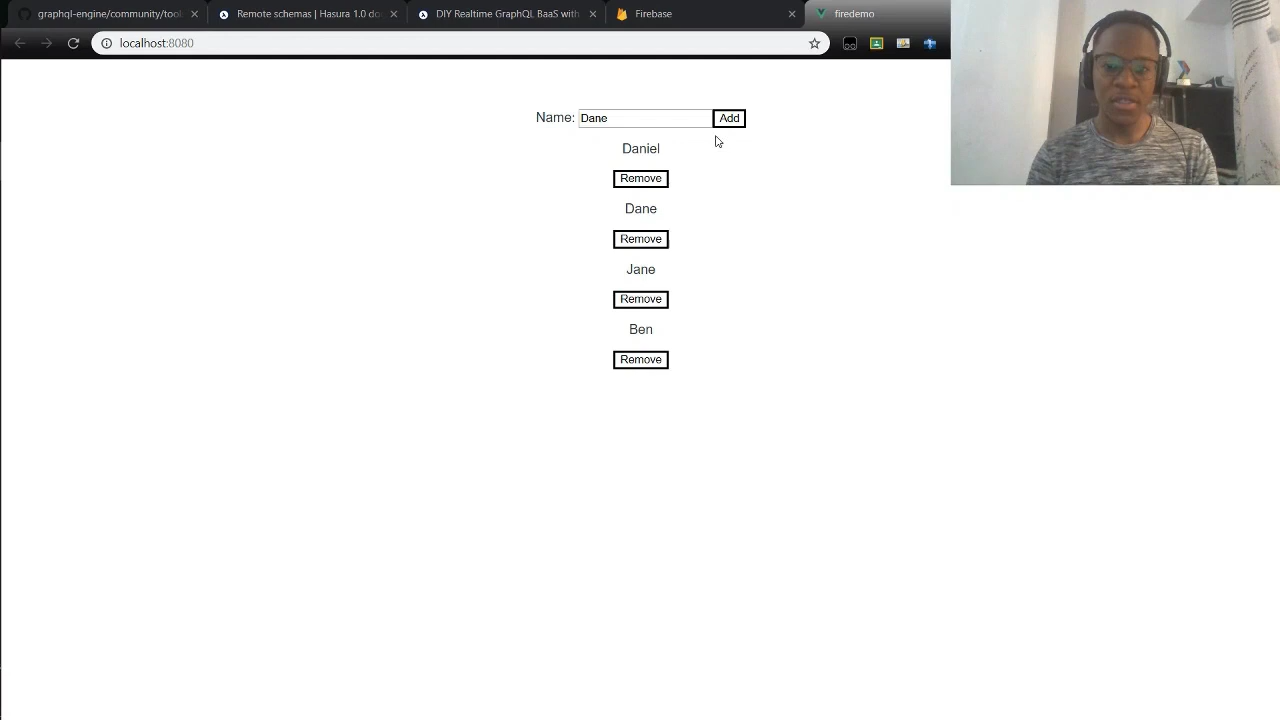 graphql-engine/community/tool
Remote schemas | Hasura 1.0 do
DIY Realtime GraphQL BaaS with
Firebase
firedemo
localhost:8080
Name: Dane Add
Daniel
Remove
Dane
Remove
Jane
Remove
Ben
Remove